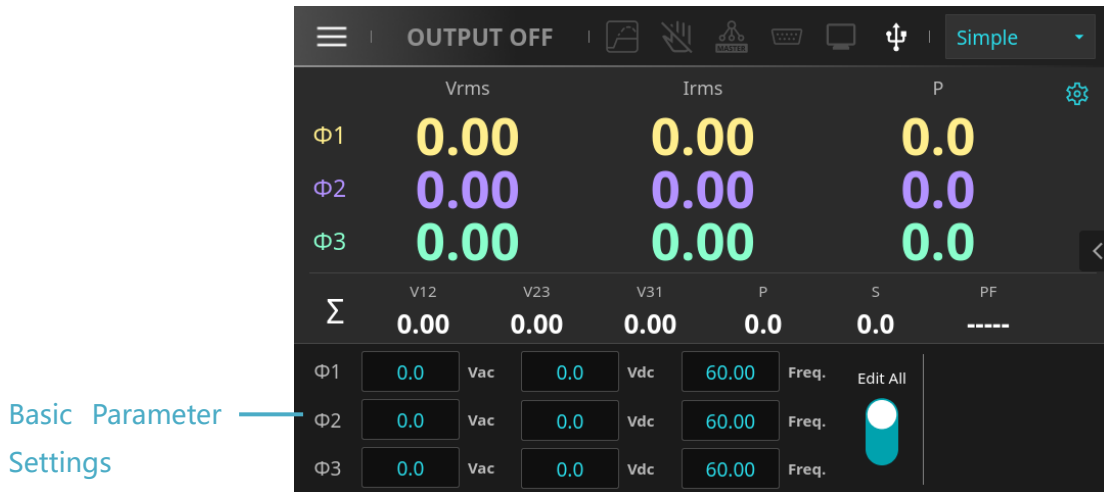 OUTPUT OFF MASTER Simple
Vrms Irms P
Φ1 0.00 0.00 0.0
Φ2 0.00 0.00 0.0
Φ3 0.00 0.00 0.0
V12 V23 V31 P S PF
Σ 0.00 0.00 0.00 0.0 0.0 -----
Φ1 0.0 Vac 0.0 Vdc 60.00 Freq. Edit All
Basic Parameter
Settings
Φ2 0.0 Vac 0.0 Vdc 60.00 Freq.
Φ3 0.0 Vac 0.0 Vdc 60.00 Freq.